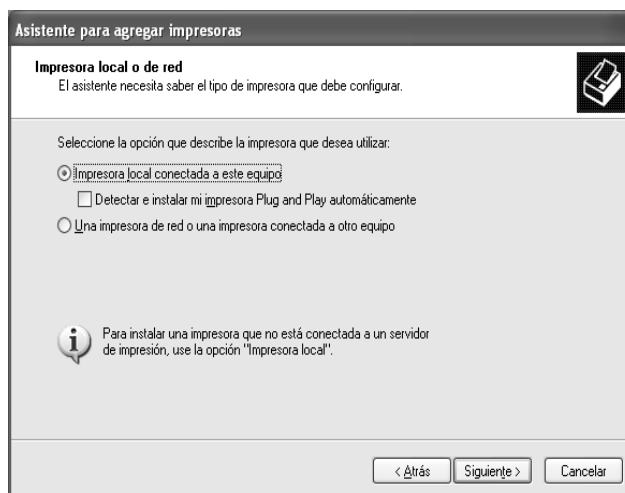 Asistente para agregar impresoras
Impresora local o de red
El asistente necesita saber el tipo de impresora que debe configurar.
Seleccione la opción que describe la impresora que desea utilizar:
Impresora local conectada a este equipo
Detectar e instalar mi impresora Plug and Play automáticamente
Una impresora de red o una impresora conectada a otro equipo
Para instalar una impresora que no está conectada a un servidor
de impresión, use la opción "Impresora local".
< Atrás Siguiente > Cancelar